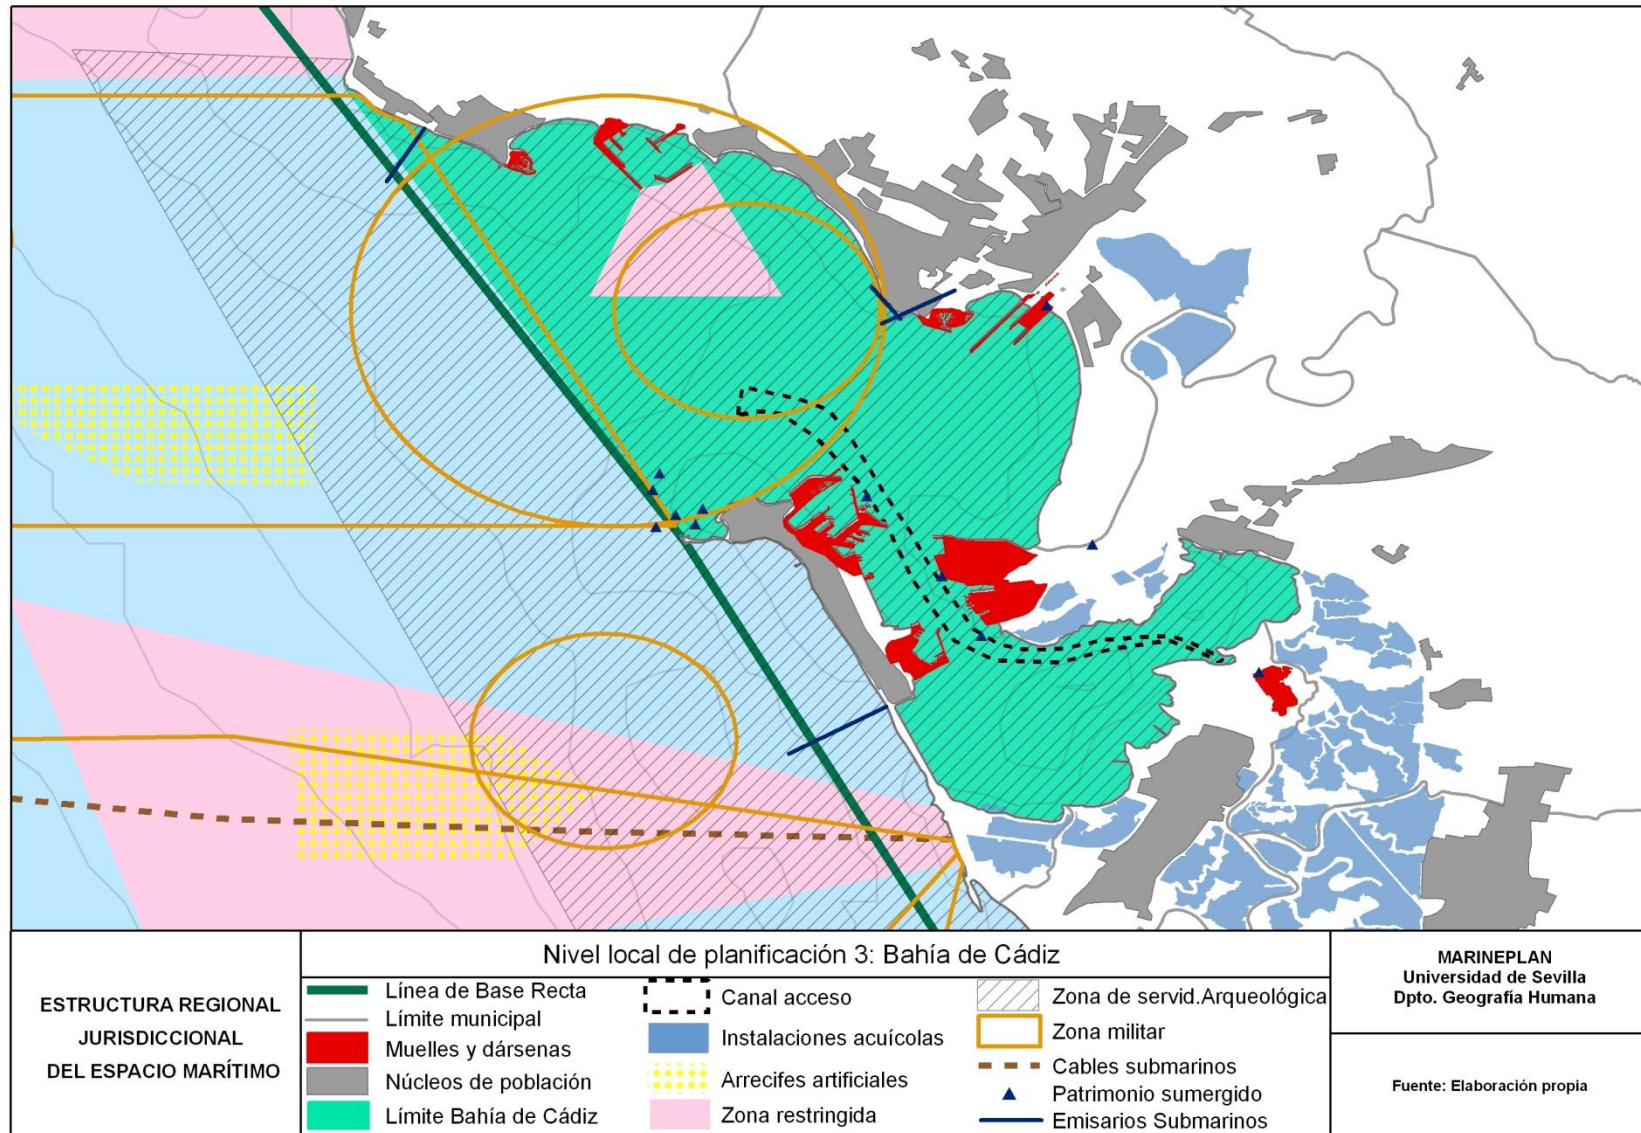 Nivel local de planificación 3: Bahía de Cádiz
ESTRUCTURA REGIONAL
JURISDICCIONAL
DEL ESPACIO MARÍTIMO
Línea de Base Recta
Límite municipal
Muelles y dársenas
Núcleos de población
Límite Bahía de Cádiz
Canal acceso
Instalaciones acuícolas
Arrecifes artificiales
Zona restringida
Zona de servid.Arqueológica
Zona militar
Cables submarinos
Patrimonio sumergido
Emisarios Submarinos
MARINEPLAN
Universidad de Sevilla
Dpto. Geografía Humana
Fuente: Elaboración propia